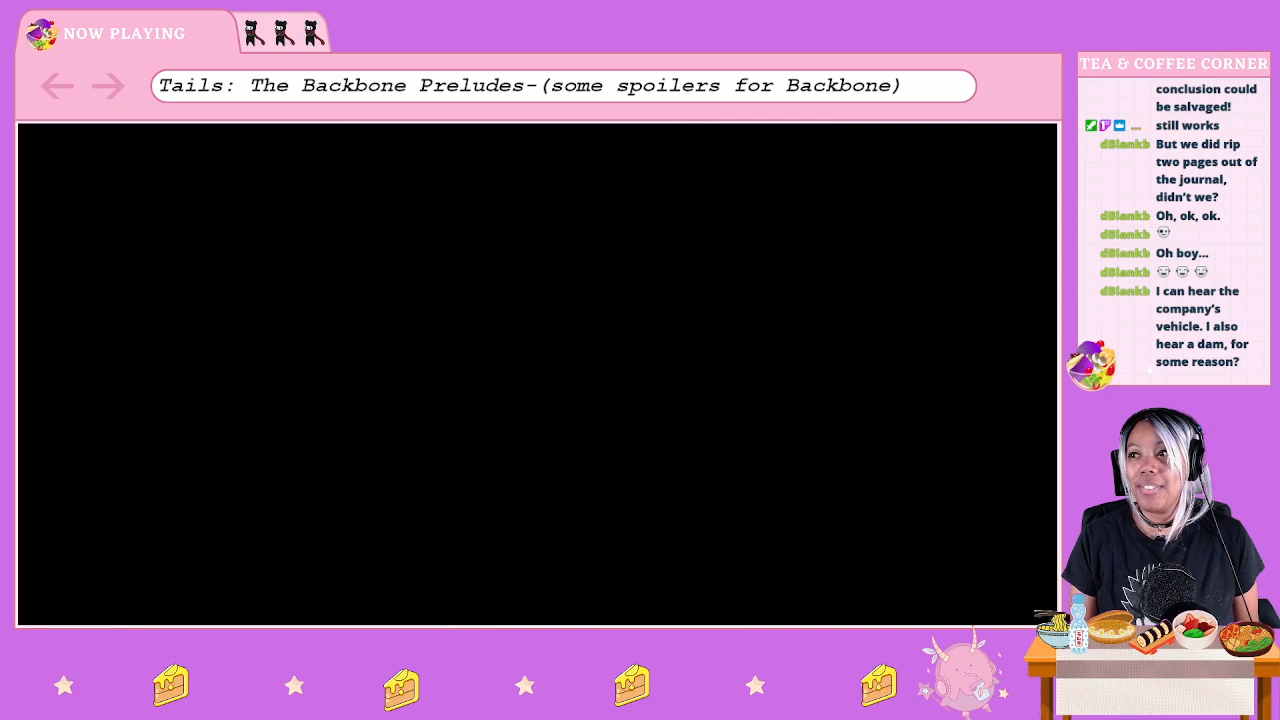 NOW PLAYING
Tails: The Backbone Preludes-(some spoilers for Backbone)
TEA & COFFEE CORNER
conclusion could
be salvaged!
still works
dBlankb But we did rip
two pages out of
the journal,
didn't we?
dBlankb Oh, ok, ok.
dBlankb
dBlankb Oh boy...
dBlankb
dBlankb I can hear the
company's
vehicle. I also
hear a dam, for
some reason?